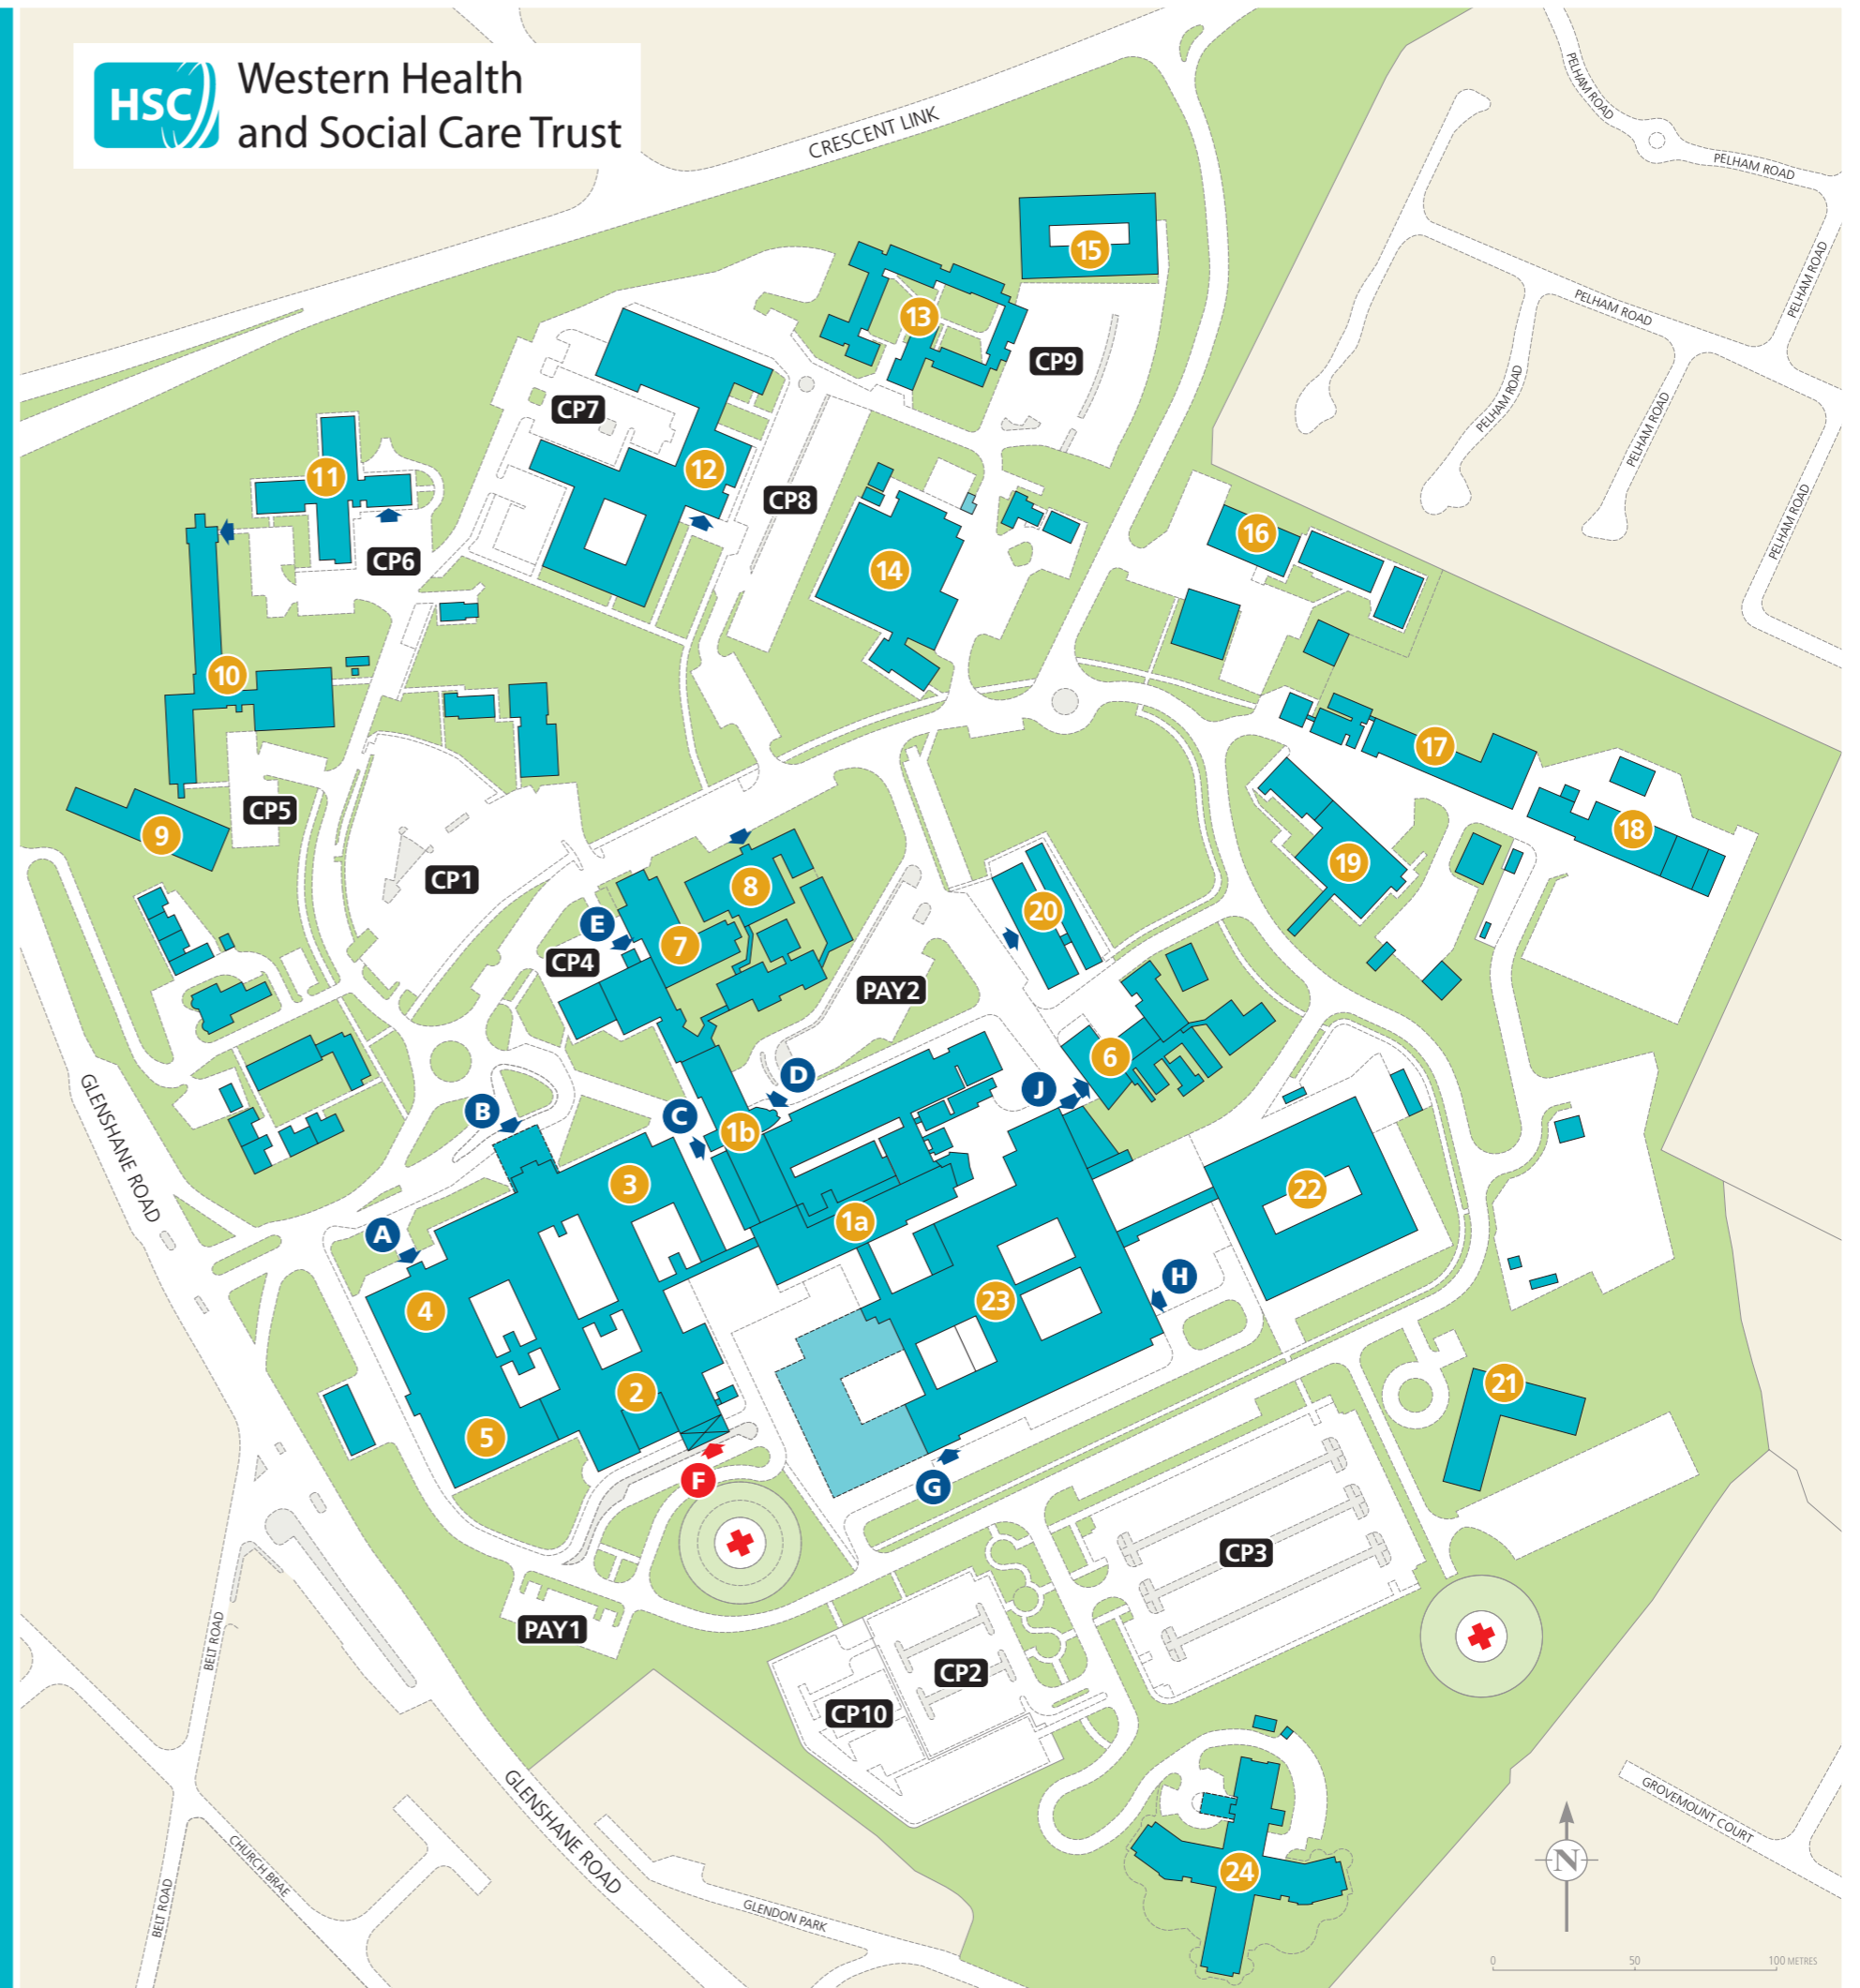 HSC
Western Health
and Social Care Trust
CRESCENT LINK
PELHAM ROAD
PELHAM ROAD
PELHAM ROAD
PELHAM ROAD
PELHAM ROAD
PELHAM ROAD
PELHAM ROAD
15
13
CP9
CP7
12
11
CP8
16
CP6
14
10
17
CP5
9
18
19
CP1
8
20
E
7
CP4
PAY2
6
D
J
B
C
1b
GLENSHANE ROAD
3
22
1a
A
H
23
4
21
2
5
F
G
CP3
PAY1
BELT ROAD
CP2
CP10
GLENSHANE ROAD
GROVEMOUNT COURT
CHURCH BRAE
24
N
BELT ROAD
GLENDON PARK
0 50 100 METRES